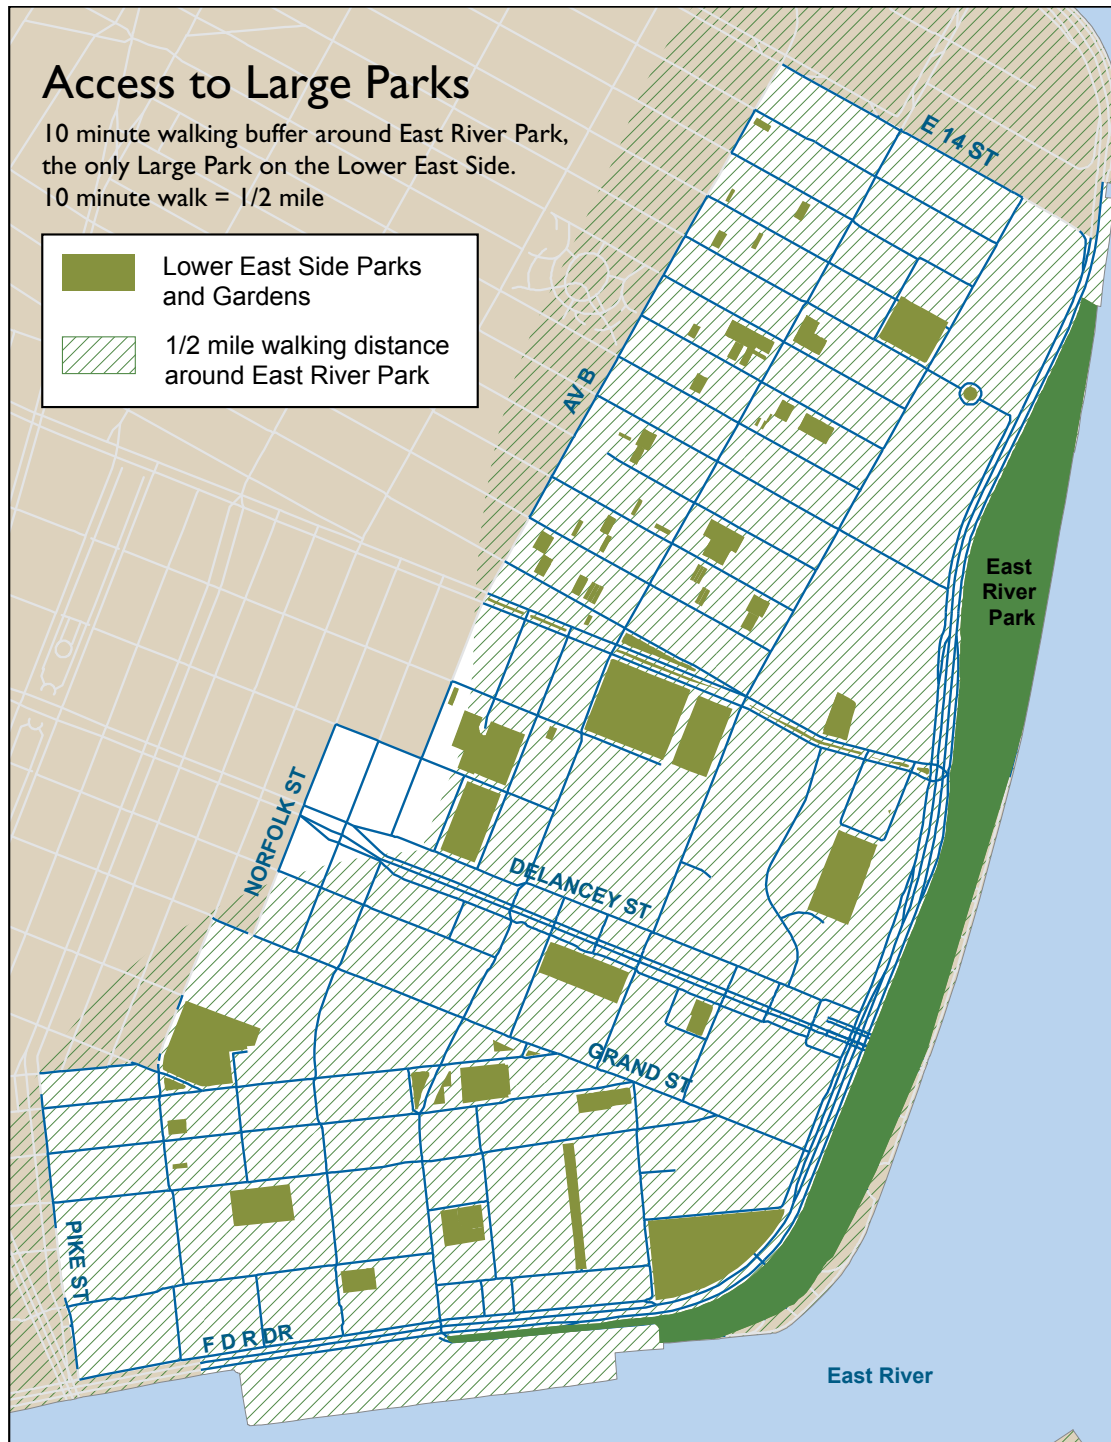 Access to Large Parks
10 minute walking buffer around East River Park,
the only Large Park on the Lower East Side.
10 minute walk = 1/2 mile
Lower East Side Parks
and Gardens
1/2 mile walking distance
around East River Park
E 14 ST
AV B
East
River
Park
NORFOLK ST
DELANCEY ST
GRAND ST
PIKE ST
F D R DR
East River